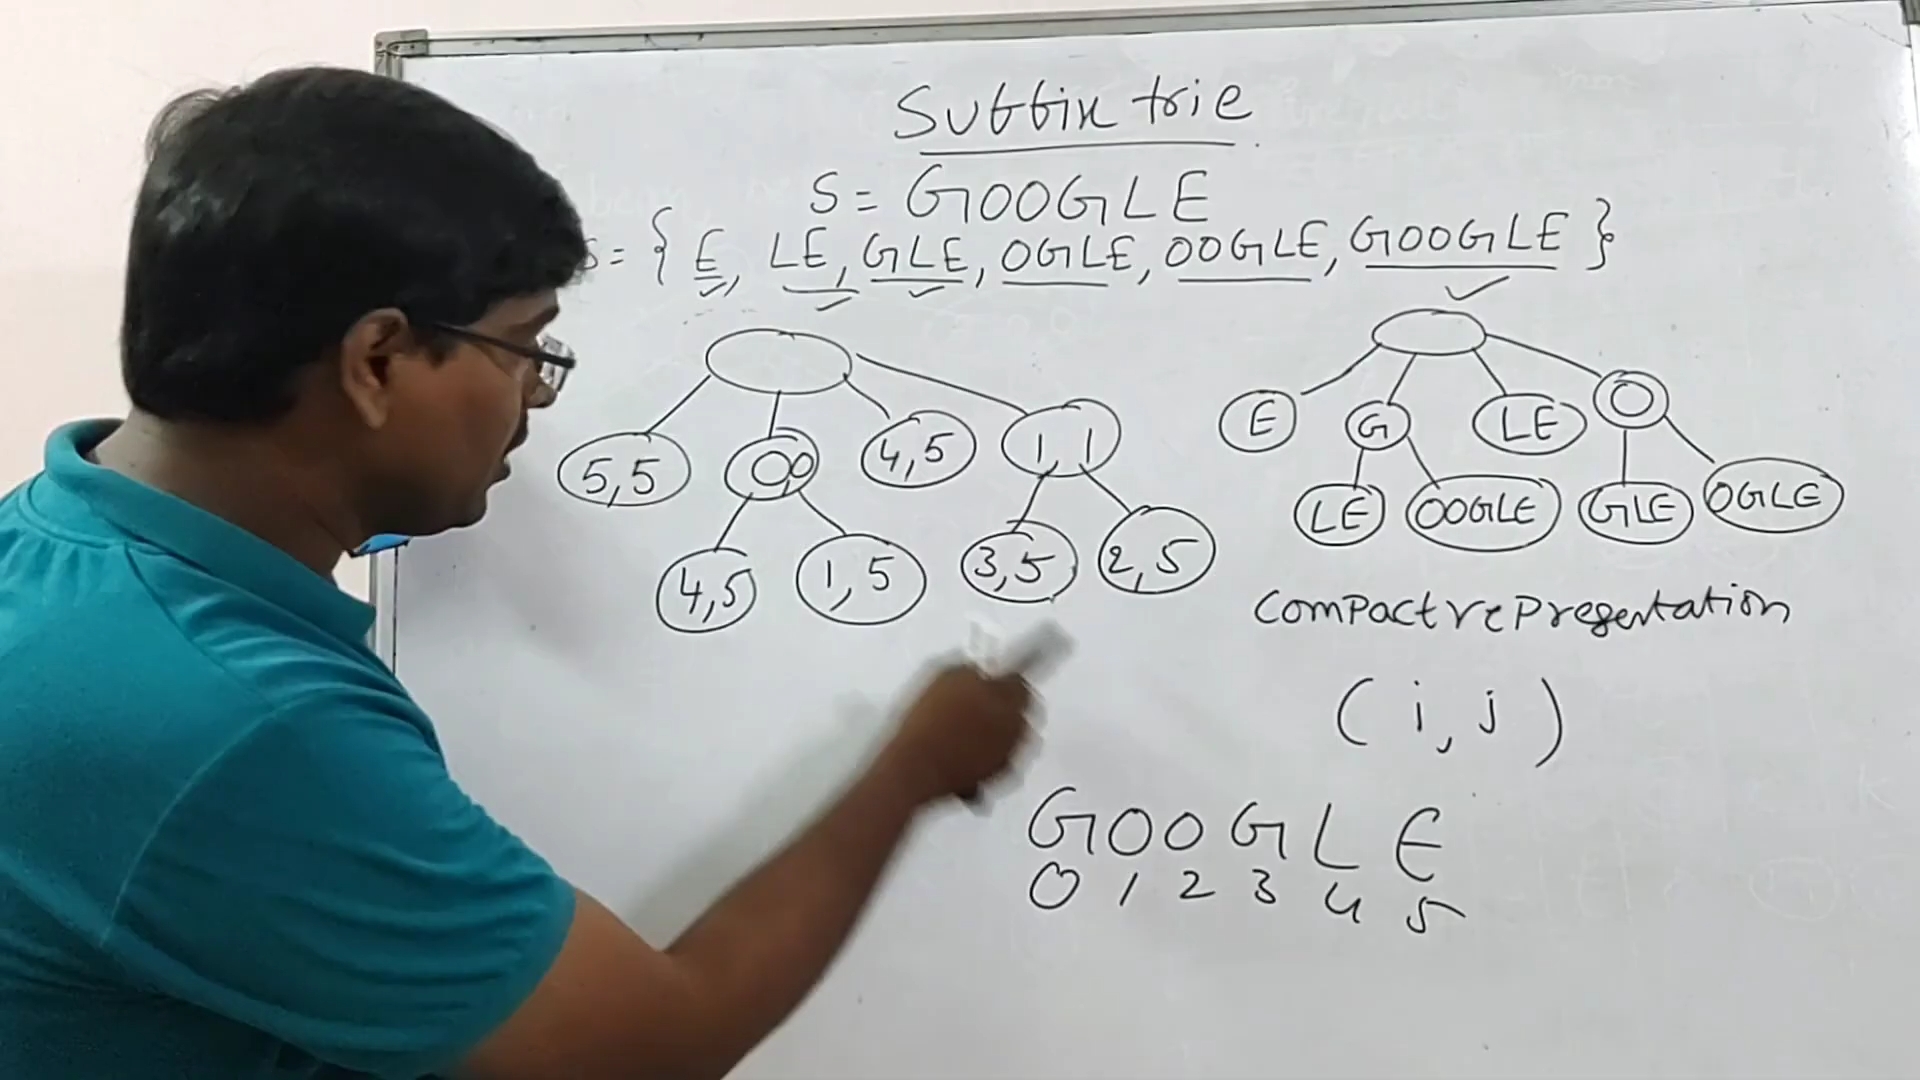 Suffix trie
S = GOOGLE
S = { E, LE, GLE, OGLE, OOGLE, GOOGLE }
5,5
00
4,5
1 1
4,5
1,5
3,5
2,5
E
G
LE
O
LE
OOGLE
GLE
OGLE
Compact representation
( i, j )
G O O G L E
0 1 2 3 4 5